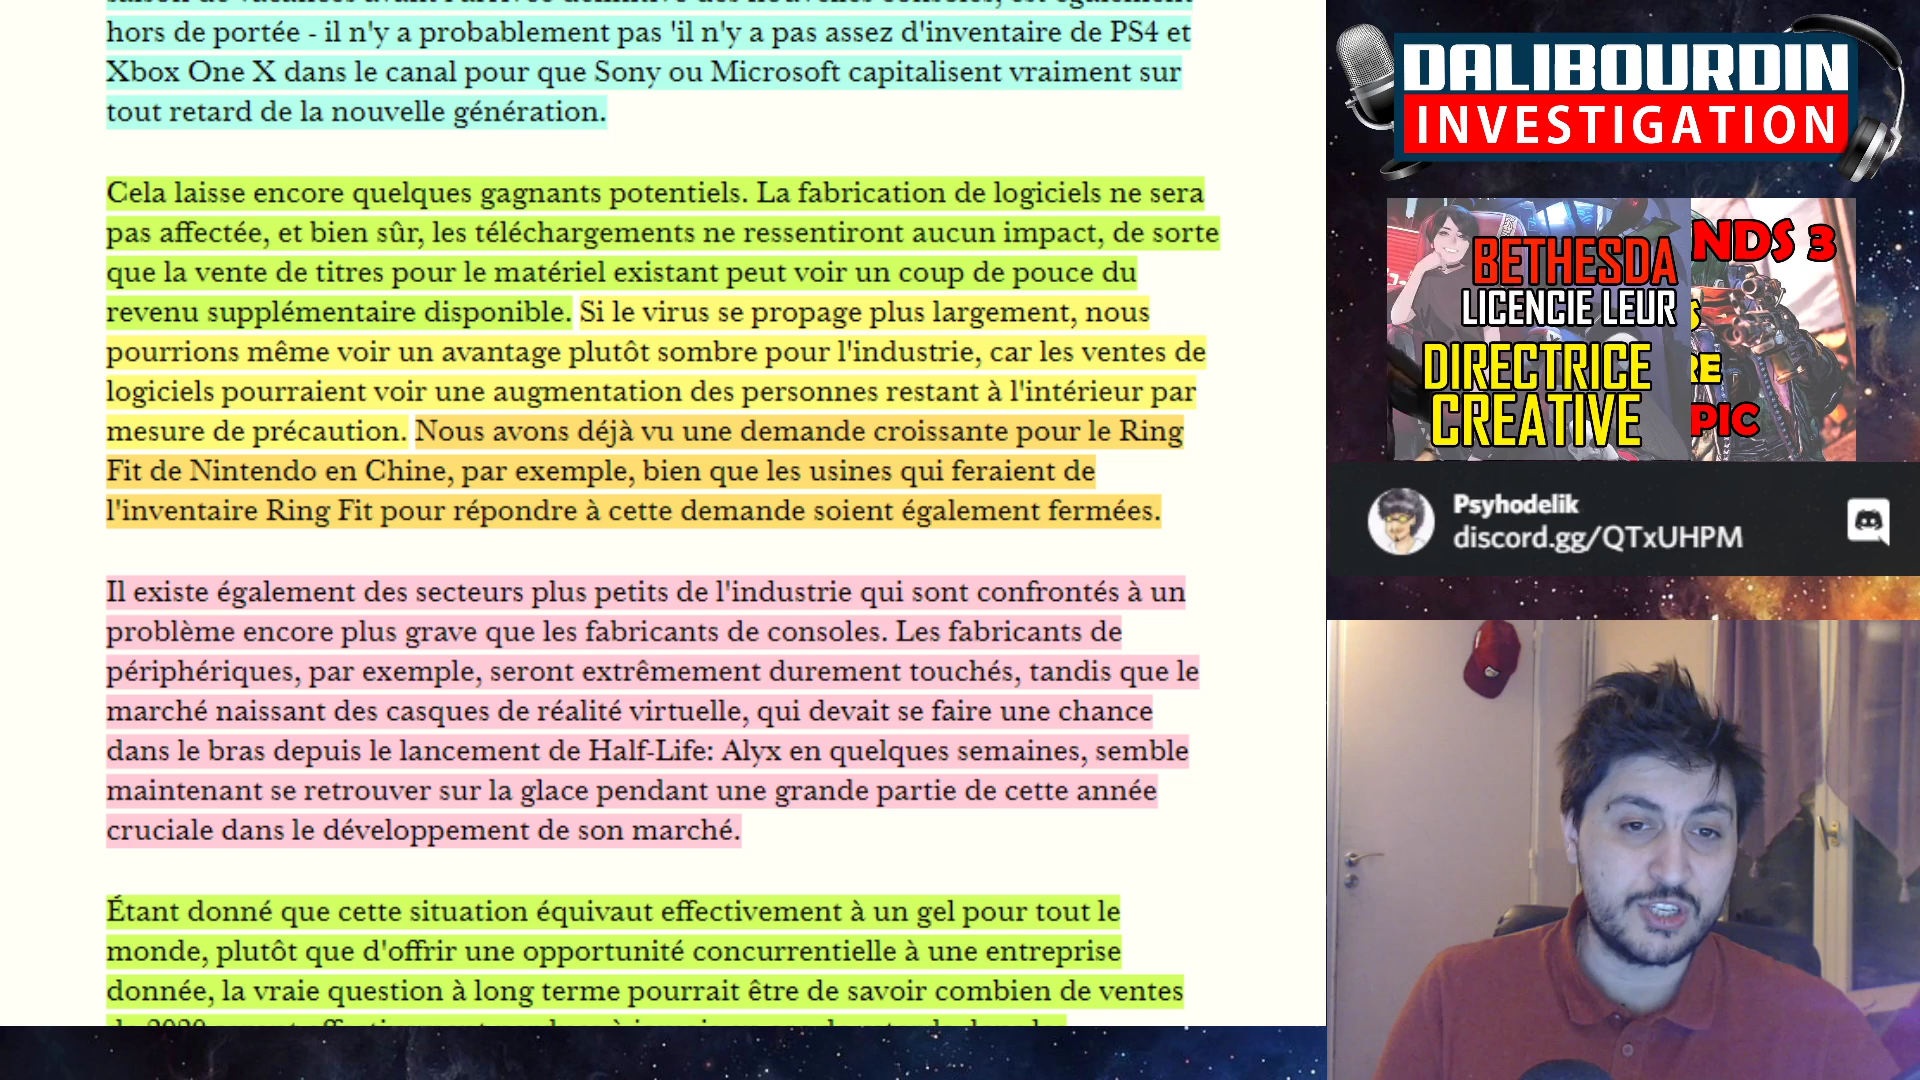 hors de portée - il n'y a probablement pas 'il n'y a pas assez d'inventaire de PS4 et
Xbox One X dans le canal pour que Sony ou Microsoft capitalisent vraiment sur
tout retard de la nouvelle génération.
Cela laisse encore quelques gagnants potentiels. La fabrication de logiciels ne sera
pas affectée, et bien sûr, les téléchargements ne ressentiront aucun impact, de sorte
que la vente de titres pour le matériel existant peut voir un coup de pouce du
revenu supplémentaire disponible. Si le virus se propage plus largement, nous
pourrions même voir un avantage plutôt sombre pour l'industrie, car les ventes de
logiciels pourraient voir une augmentation des personnes restant à l'intérieur par
mesure de précaution. Nous avons déjà vu une demande croissante pour le Ring
Fit de Nintendo en Chine, par exemple, bien que les usines qui feraient de
l'inventaire Ring Fit pour répondre à cette demande soient également fermées.
Il existe également des secteurs plus petits de l'industrie qui sont confrontés à un
problème encore plus grave que les fabricants de consoles. Les fabricants de
périphériques, par exemple, seront extrêmement durement touchés, tandis que le
marché naissant des casques de réalité virtuelle, qui devait se faire une chance
dans le bras depuis le lancement de Half-Life: Alyx en quelques semaines, semble
maintenant se retrouver sur la glace pendant une grande partie de cette année
cruciale dans le développement de son marché.
Étant donné que cette situation équivaut effectivement à un gel pour tout le
monde, plutôt que d'offrir une opportunité concurrentielle à une entreprise
donnée, la vraie question à long terme pourrait être de savoir combien de ventes
DALIBOURDIN
INVESTIGATION
BETHESDA
LICENCIE LEUR
DIRECTRICE
CREATIVE
NDS 3
S
RE
PIC
Psyhodelik
discord.gg/QTxUHPM